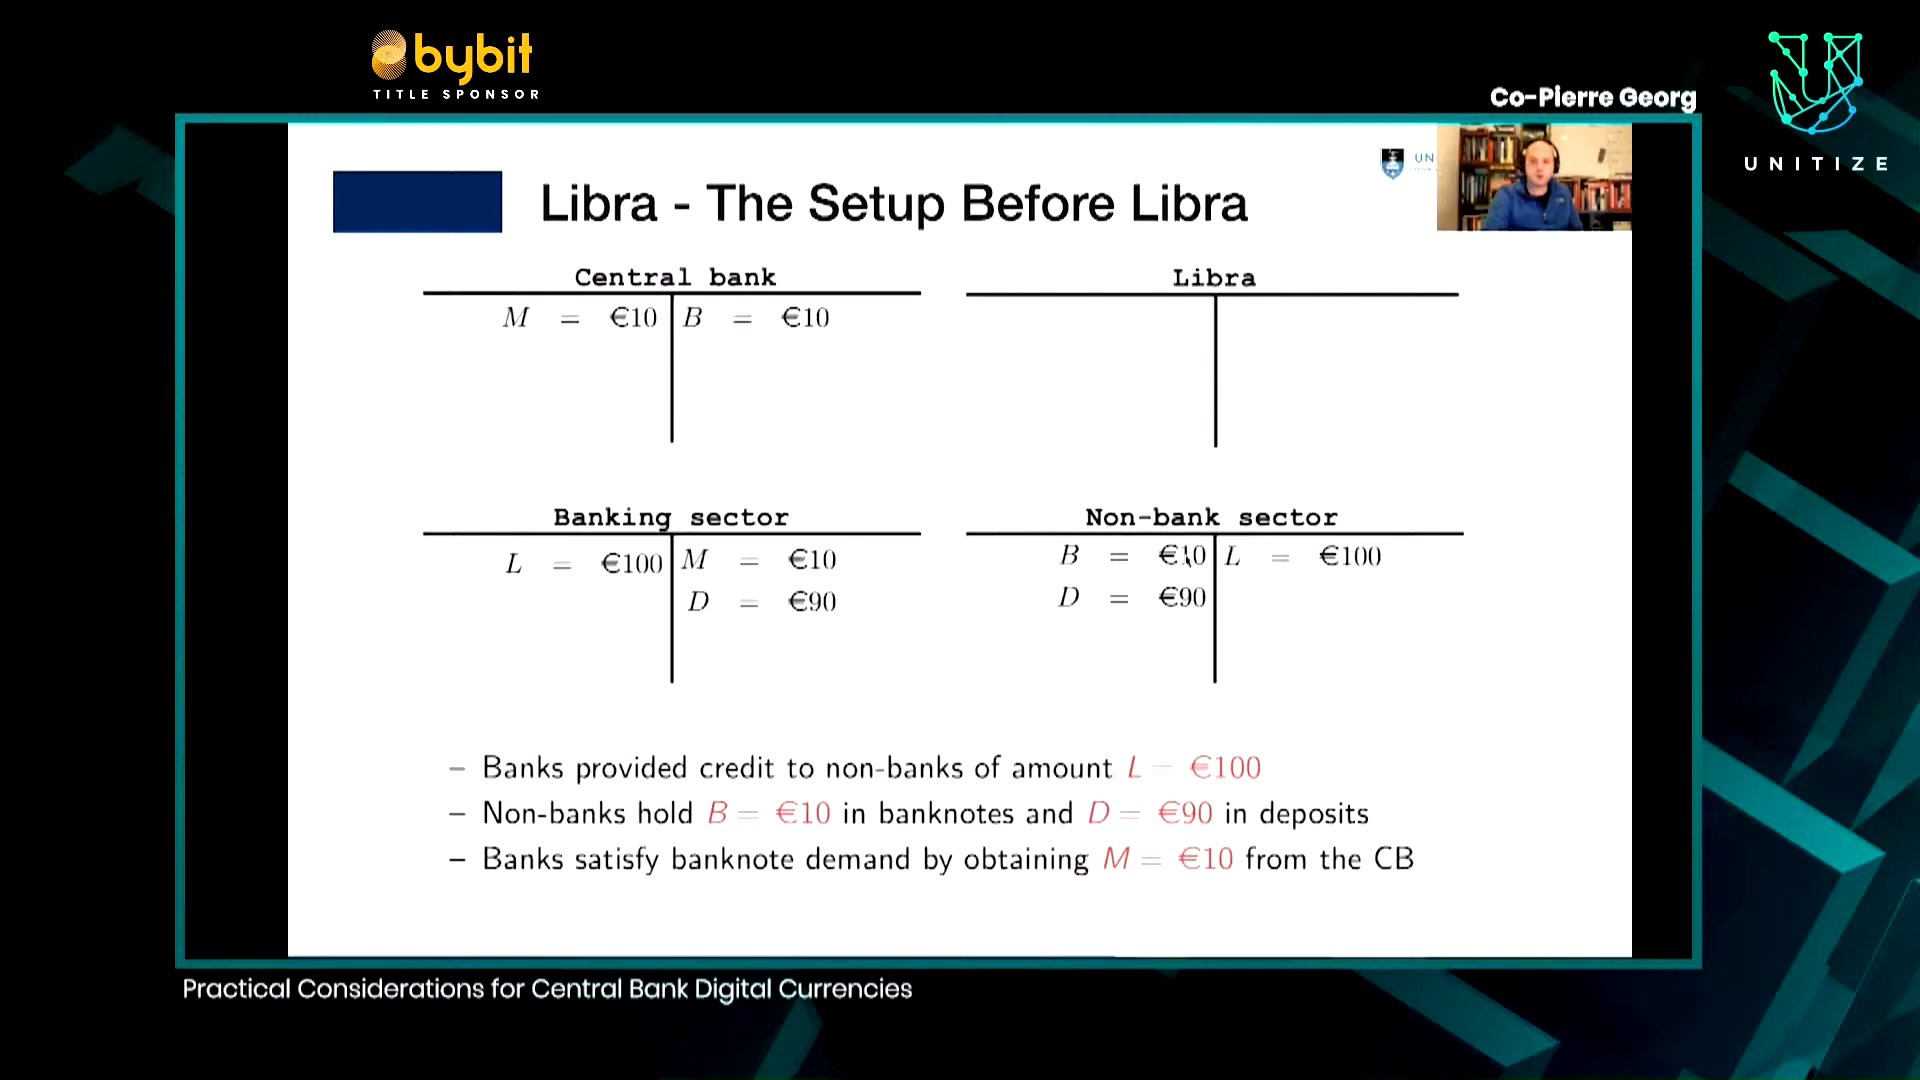 bybit
TITLE SPONSOR
Co-Pierre Georg
UNITIZE
UN
Libra - The Setup Before Libra
Central bank
M = €10 B = €10
Libra
Banking sector
L = €100 M = €10
D = €90
Non-bank sector
B = €10 L = €100
D = €90
– Banks provided credit to non-banks of amount L = €100
– Non-banks hold B = €10 in banknotes and D = €90 in deposits
– Banks satisfy banknote demand by obtaining M = €10 from the CB
Practical Considerations for Central Bank Digital Currencies